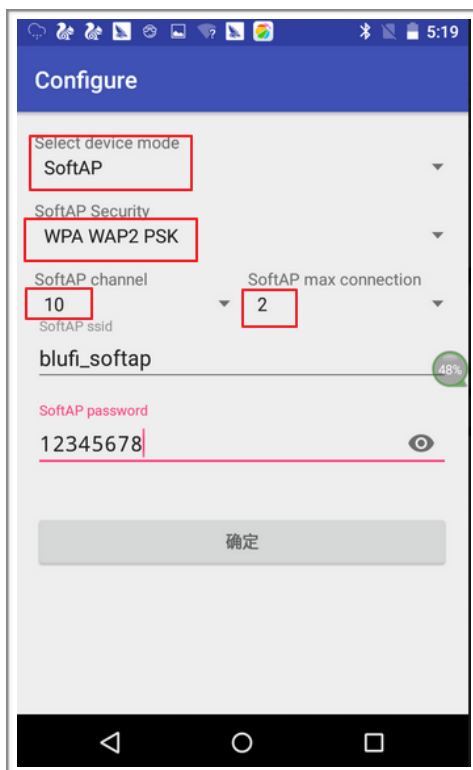 5:19
Configure
Select device mode
SoftAP
SoftAP Security
WPA WAP2 PSK
SoftAP channel SoftAP max connection
10 2
SoftAP ssid
blufi_softap
48%
SoftAP password
12345678
确定